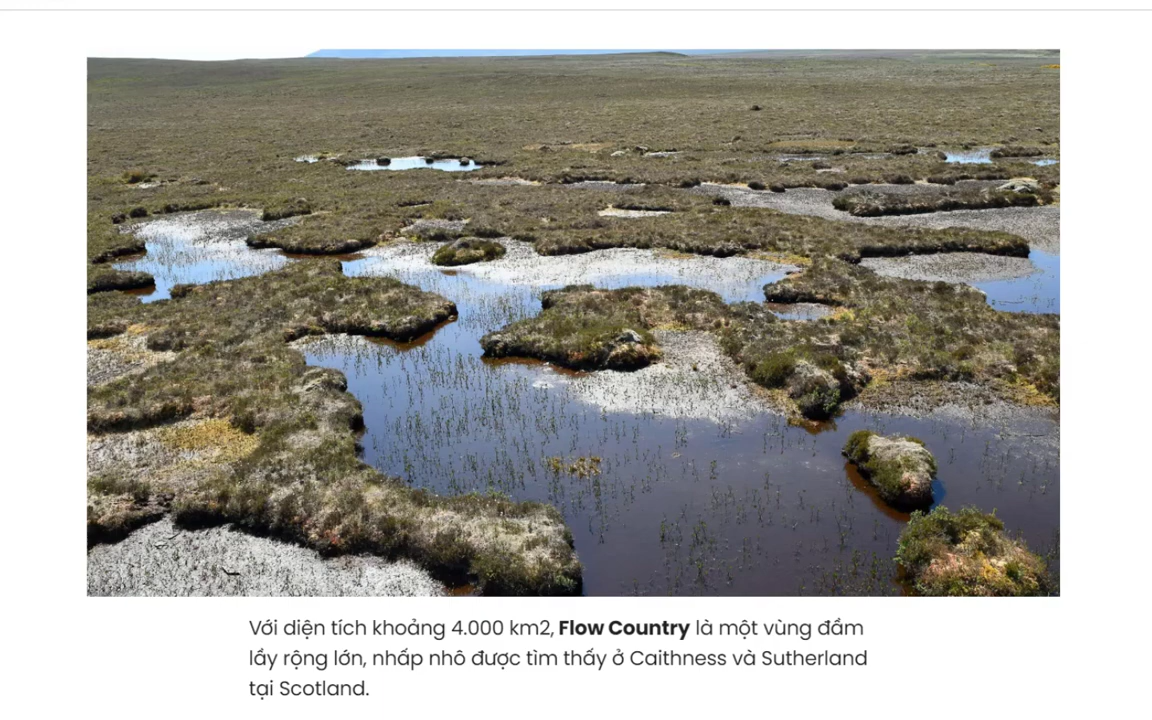 Với diện tích khoảng 4.000 km2, Flow Country là một vùng đầm
lầy rộng lớn, nhấp nhô được tìm thấy ở Caithness và Sutherland
tại Scotland.